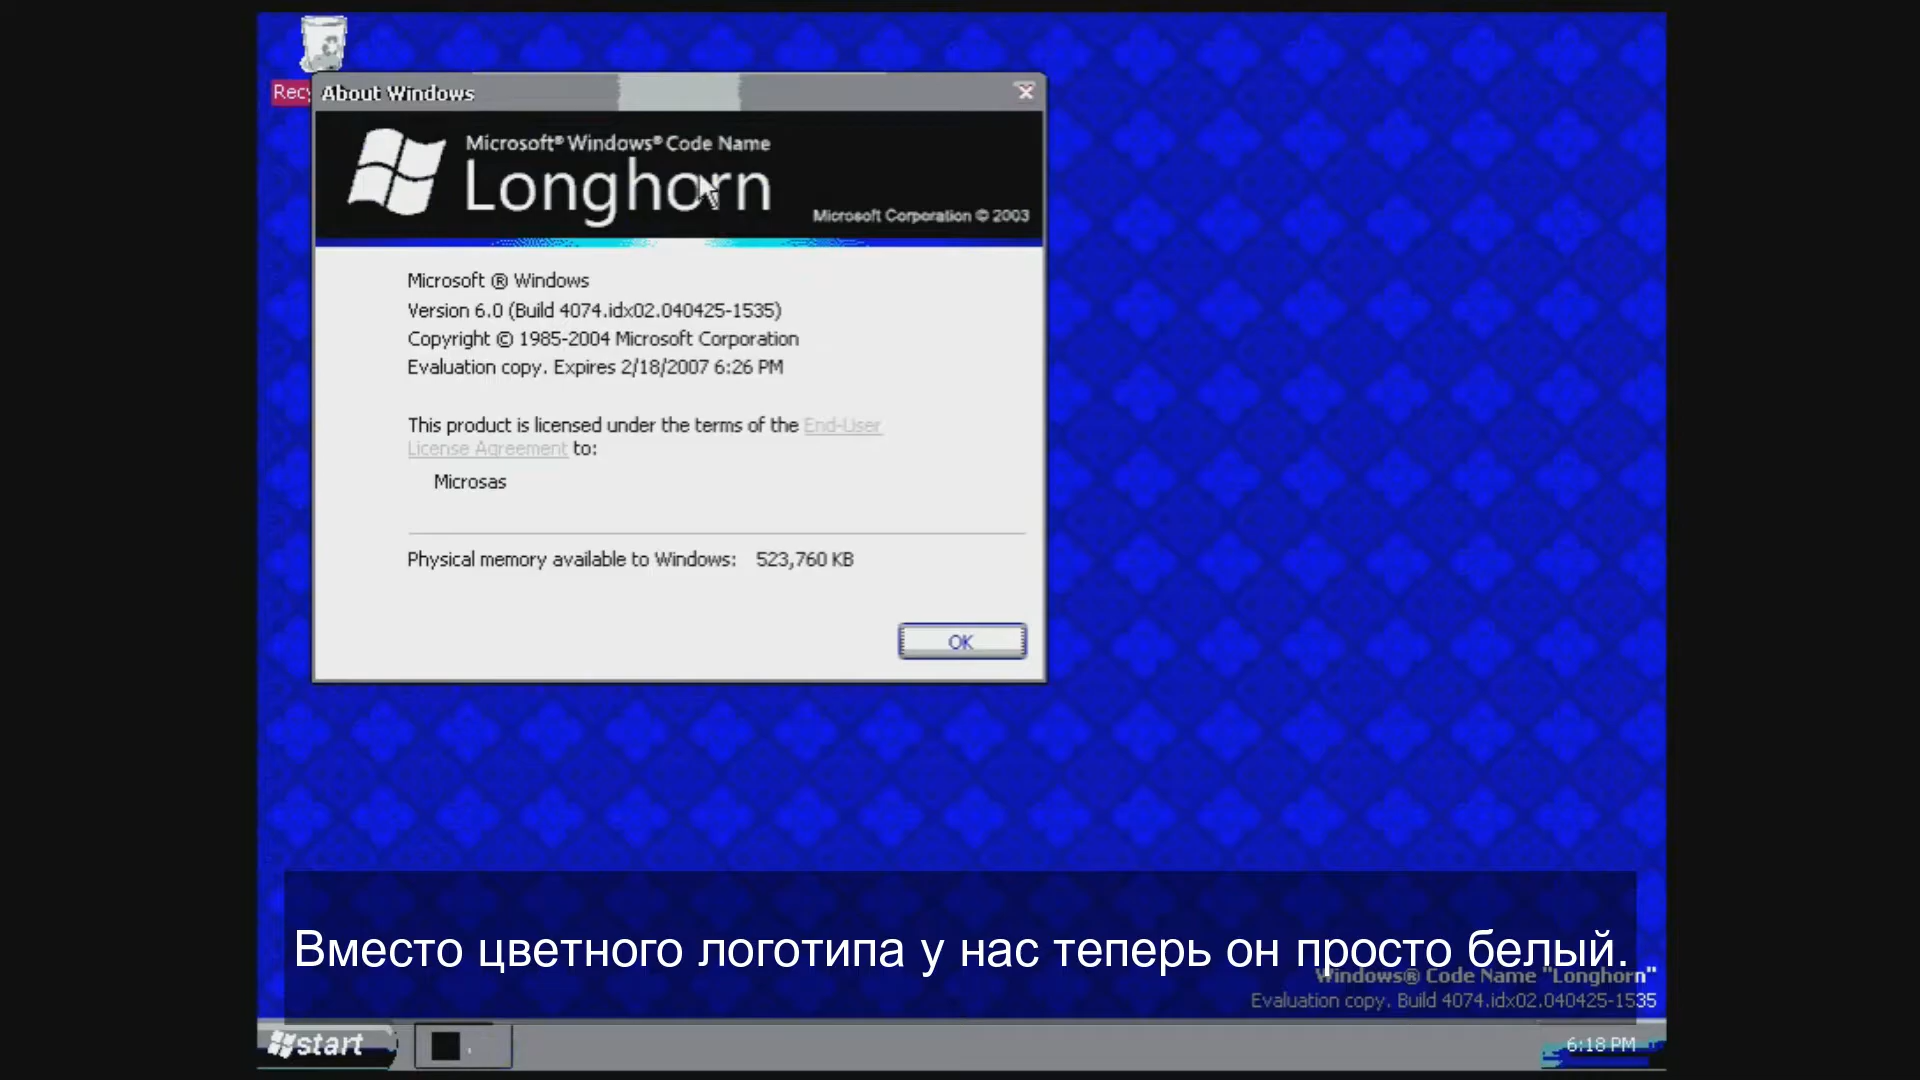 Recy
About Windows
Microsoft® Windows® Code Name
Longhorn
Microsoft Corporation © 2003
Microsoft ® Windows
Version 6.0 (Build 4074.idx02.040425-1535)
Copyright © 1985-2004 Microsoft Corporation
Evaluation copy. Expires 2/18/2007 6:26 PM
This product is licensed under the terms of the End-User
License Agreement to:
Microsas
Physical memory available to Windows: 523,760 KB
OK
Вместо цветного логотипа у нас теперь он просто белый.
Windows® Code Name "Longhorn"
Evaluation copy. Build 4074.idx02.040425-1535
start
6:18 PM